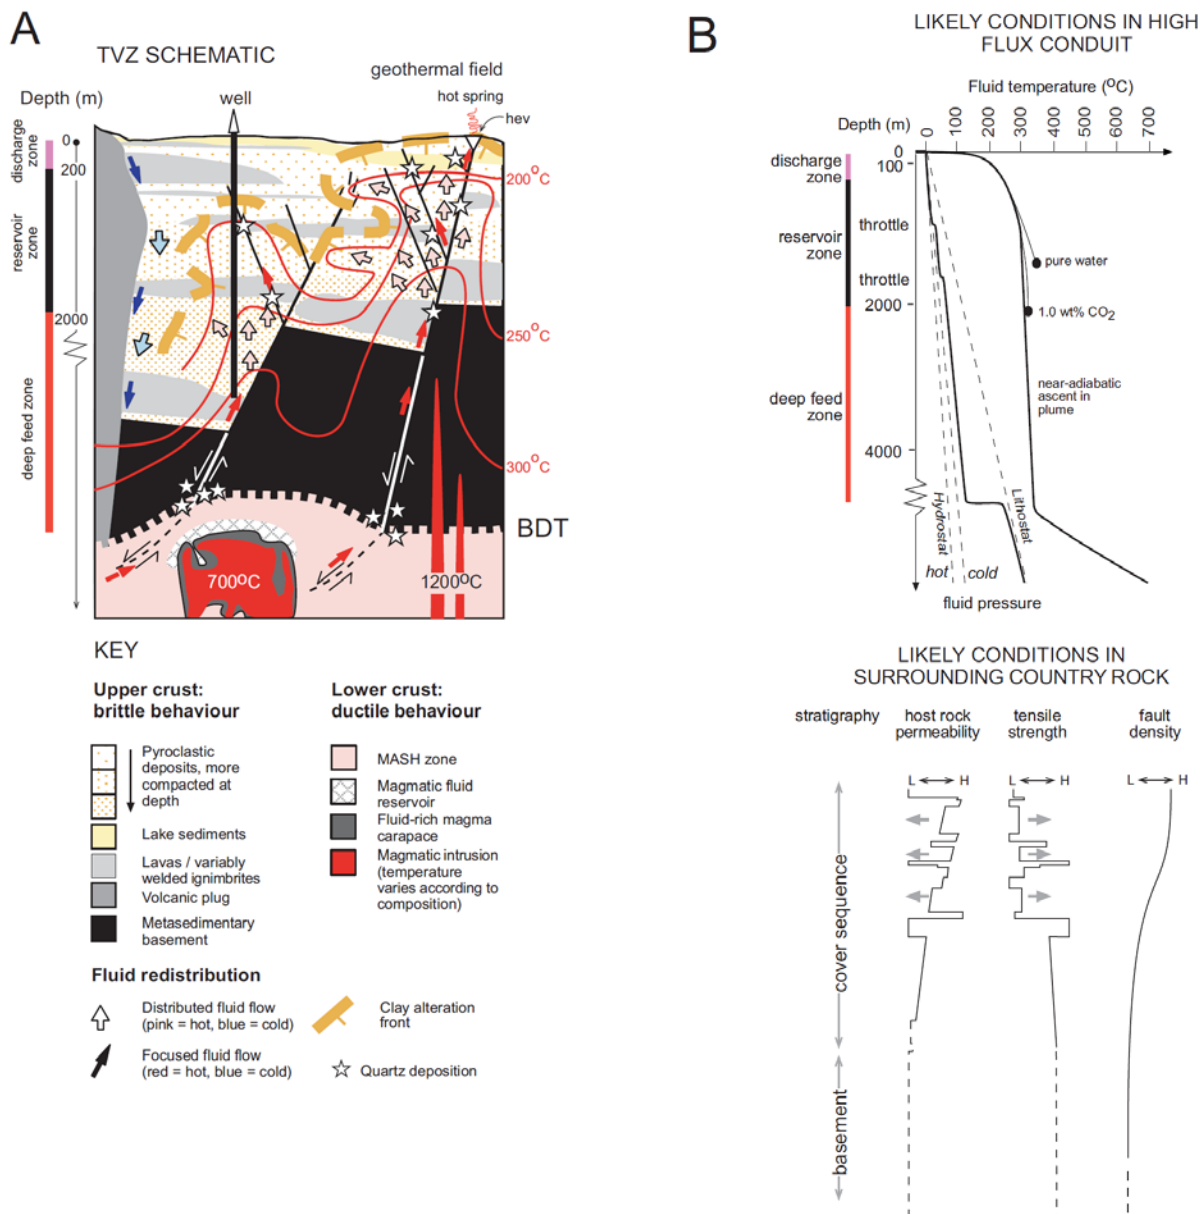 A
TVZ SCHEMATIC
geothermal field
Depth (m)
well
hot spring
hev
discharge
zone
0
200
reservoir
zone
2000
deep feed zone
200°C
250°C
300°C
BDT
700°C
1200°C
KEY
Upper crust:
brittle behaviour
Pyroclastic
deposits, more
compacted at
depth
Lake sediments
Lavas / variably
welded ignimbrites
Volcanic plug
Metasedimentary
basement
Lower crust:
ductile behaviour
MASH zone
Magmatic fluid
reservoir
Fluid-rich magma
carapace
Magmatic intrusion
(temperature
varies according to
composition)
Fluid redistribution
Distributed fluid flow
(pink = hot, blue = cold)
Focused fluid flow
(red = hot, blue = cold)
Clay alteration
front
Quartz deposition
B
LIKELY CONDITIONS IN HIGH
FLUX CONDUIT
Fluid temperature (°C)
Depth (m)
0
100
200
300
400
500
600
700
0
100
discharge
zone
reservoir
zone
throttle
throttle
2000
pure water
1.0 wt% CO2
near-adiabatic
ascent in
plume
deep feed
zone
4000
Hydrostat
hot
cold
Lithostat
fluid pressure
LIKELY CONDITIONS IN
SURROUNDING COUNTRY ROCK
stratigraphy
host rock
permeability
tensile
strength
fault
density
L H
L H
L H
cover sequence
basement